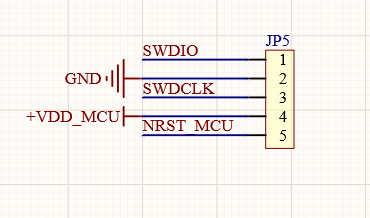 JP5
SWDIO 1
GND 2
SWDCLK 3
+VDD_MCU 4
NRST_MCU 5